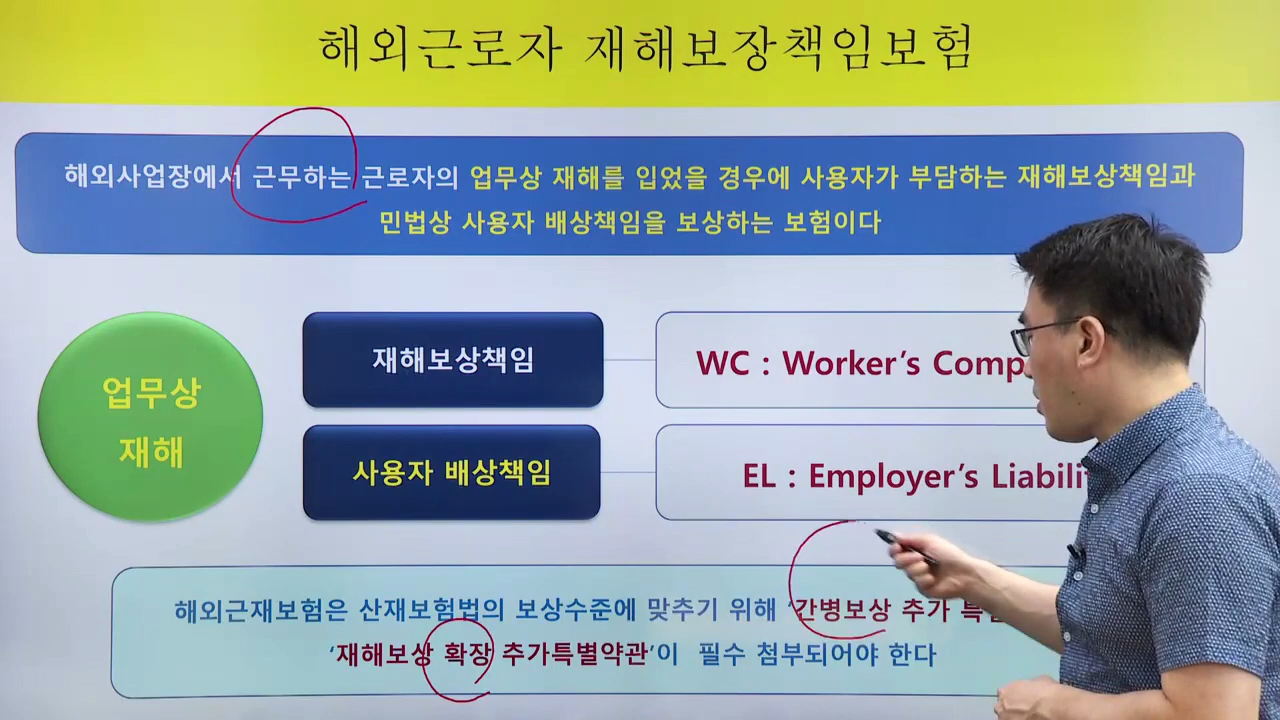 해외근로자 재해보장책임보험
해외사업장에서 근무하는 근로자의 업무상 재해를 입었을 경우에 사용자가 부담하는 재해보상책임과
민법상 사용자 배상책임을 보상하는 보험이다
업무상
재해
재해보상책임
WC : Worker's Comp
사용자 배상책임
EL : Employer's Liabili
해외근재보험은 산재보험법의 보상수준에 맞추기 위해 '간병보상 추가
'재해보상 확장 추가특별약관'이 필수 첨부되어야 한다